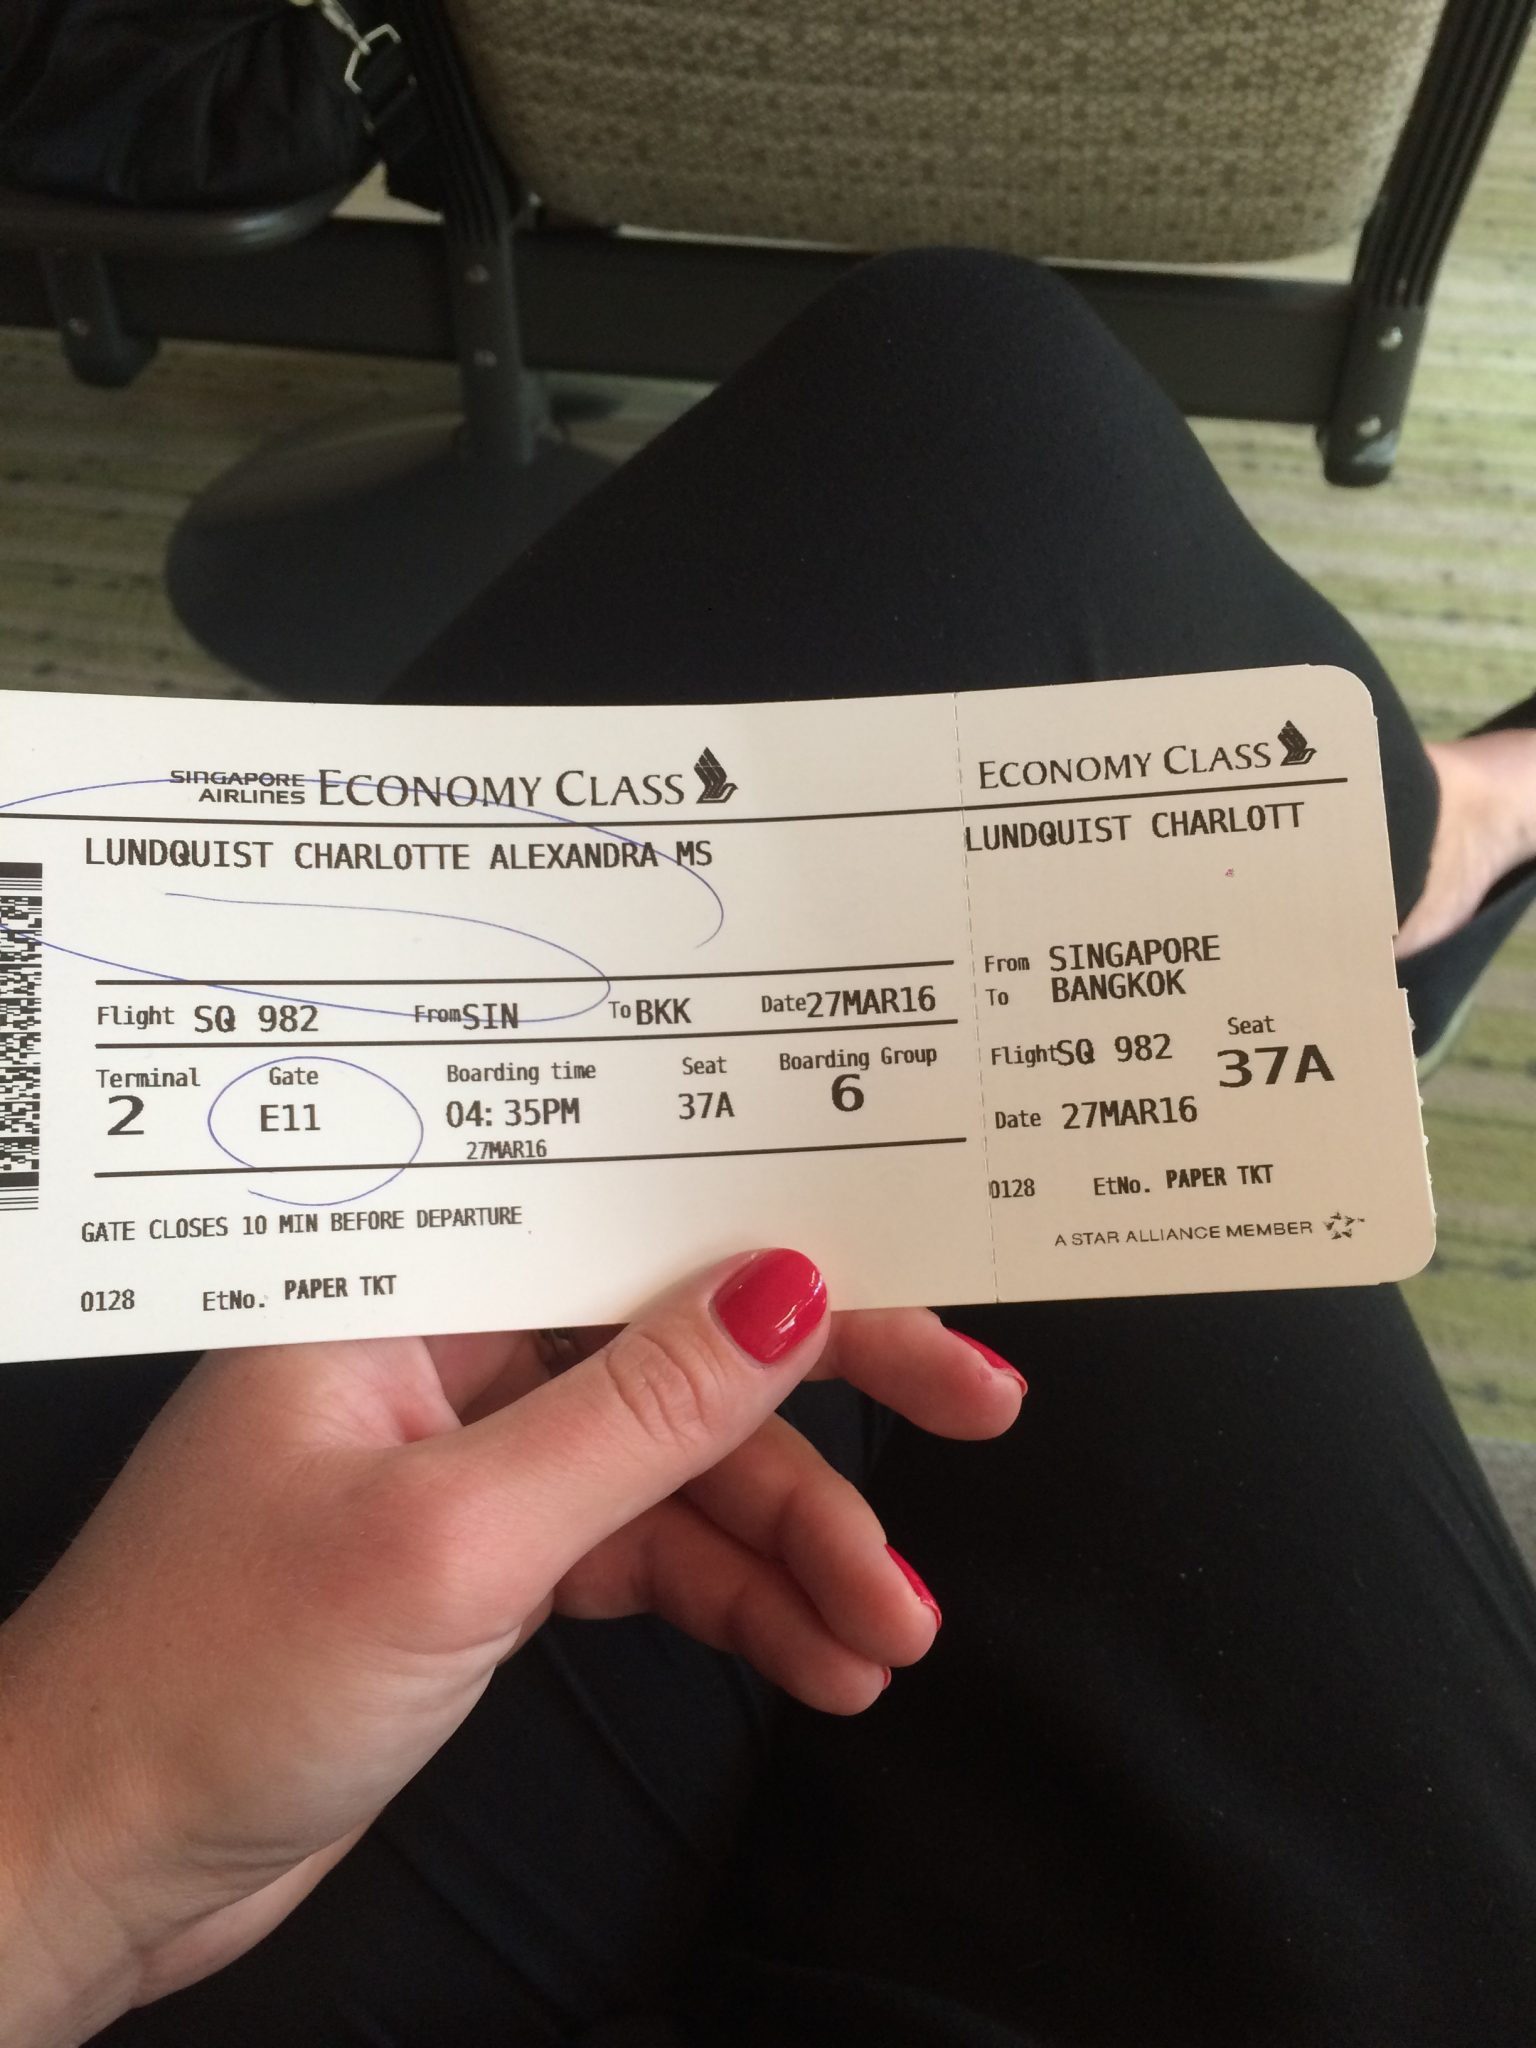 SINGAPORE AIRLINES ECONOMY CLASS
LUNDQUIST CHARLOTTE ALEXANDRA MS
Flight SQ 982 From SIN To BKK Date 27MAR16
Terminal Gate Boarding time Seat Boarding Group
2 E11 04:35PM 37A 6
27MAR16
GATE CLOSES 10 MIN BEFORE DEPARTURE
0128 EtNo. PAPER TKT
ECONOMY CLASS
LUNDQUIST CHARLOTT
From SINGAPORE
To BANGKOK
Seat
Flight SQ 982 37A
Date 27MAR16
0128 EtNo. PAPER TKT
A STAR ALLIANCE MEMBER